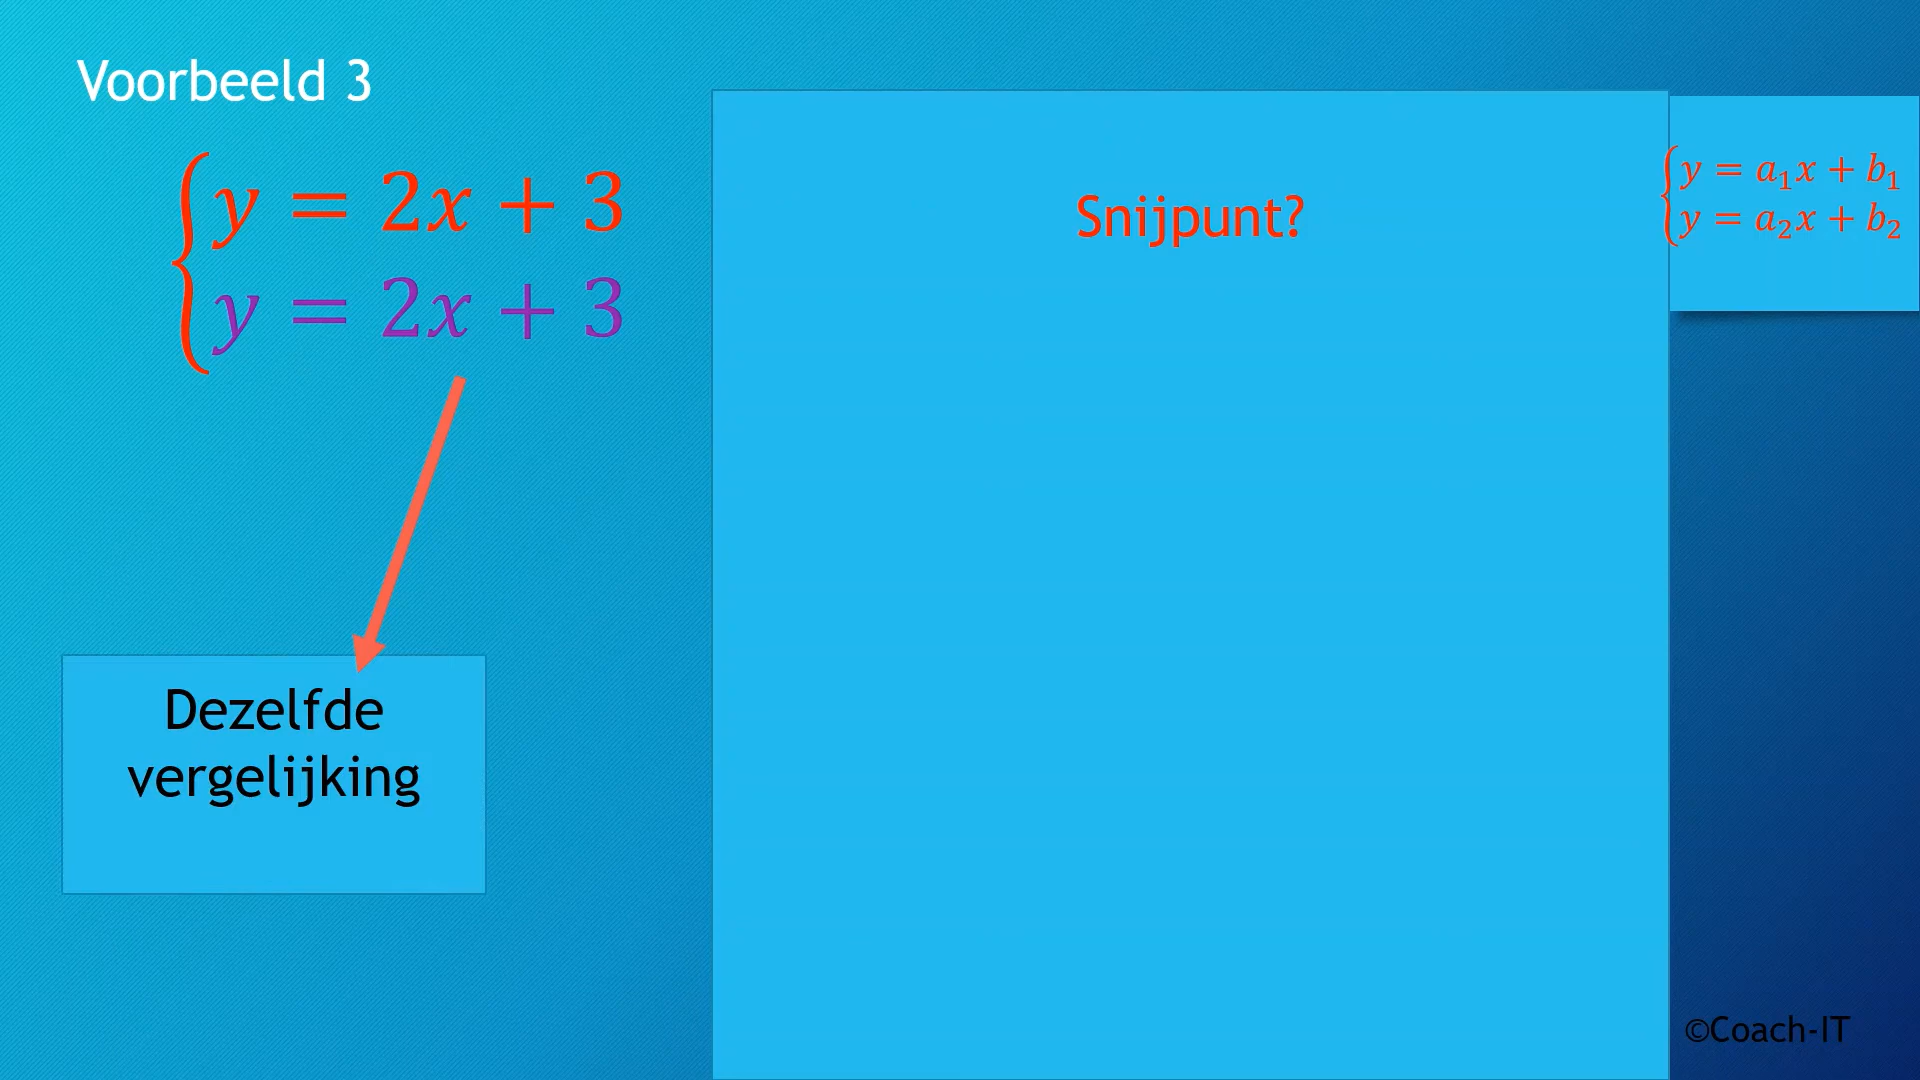 Voorbeeld 3
y = 2x + 3
y = 2x + 3
Dezelfde
vergelijking
Snijpunt?
y = a₁x + b₁
y = a₂x + b₂
©Coach-IT